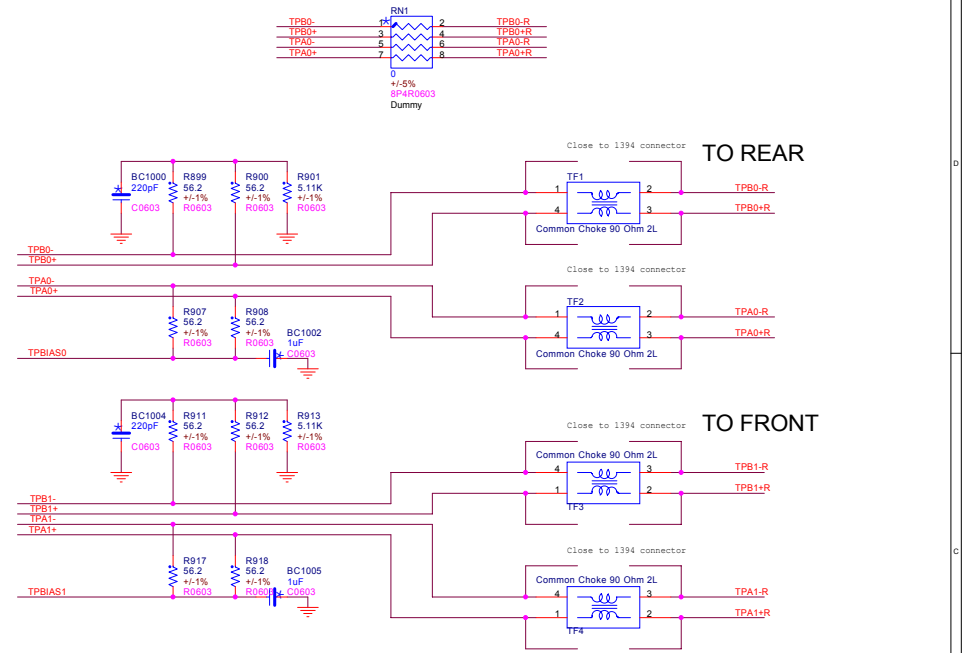 RN1
TPB0- 1 2 TPB0-R
TPB0+ 3 4 TPB0+R
TPA0- 5 6 TPA0-R
TPA0+ 7 8 TPA0+R
0
+/-5%
8P4R0603
Dummy
Close to 1394 connector
TO REAR
BC1000 R899 R900 R901
220pF 56.2 56.2 5.11K
+/-1% +/-1% +/-1%
C0603 R0603 R0603 R0603
TF1
1 2 TPB0-R
4 3 TPB0+R
Common Choke 90 Ohm 2L
TPB0-
TPB0+
Close to 1394 connector
TPA0-
TPA0+
TF2
1 2 TPA0-R
4 3 TPA0+R
Common Choke 90 Ohm 2L
R907 R908
56.2 56.2
+/-1% +/-1%
R0603 R0603
BC1002
1uF
C0603
TPBIAS0
TO FRONT
Close to 1394 connector
BC1004 R911 R912 R913
220pF 56.2 56.2 5.11K
+/-1% +/-1% +/-1%
C0603 R0603 R0603 R0603
Common Choke 90 Ohm 2L
4 3 TPB1-R
1 2 TPB1+R
TF3
TPB1-
TPB1+
TPA1-
TPA1+
Close to 1394 connector
R917 R918
56.2 56.2
+/-1% +/-1%
R0603 R0603
BC1005
1uF
C0603
TPBIAS1
Common Choke 90 Ohm 2L
4 3 TPA1-R
1 2 TPA1+R
TF4
D
C